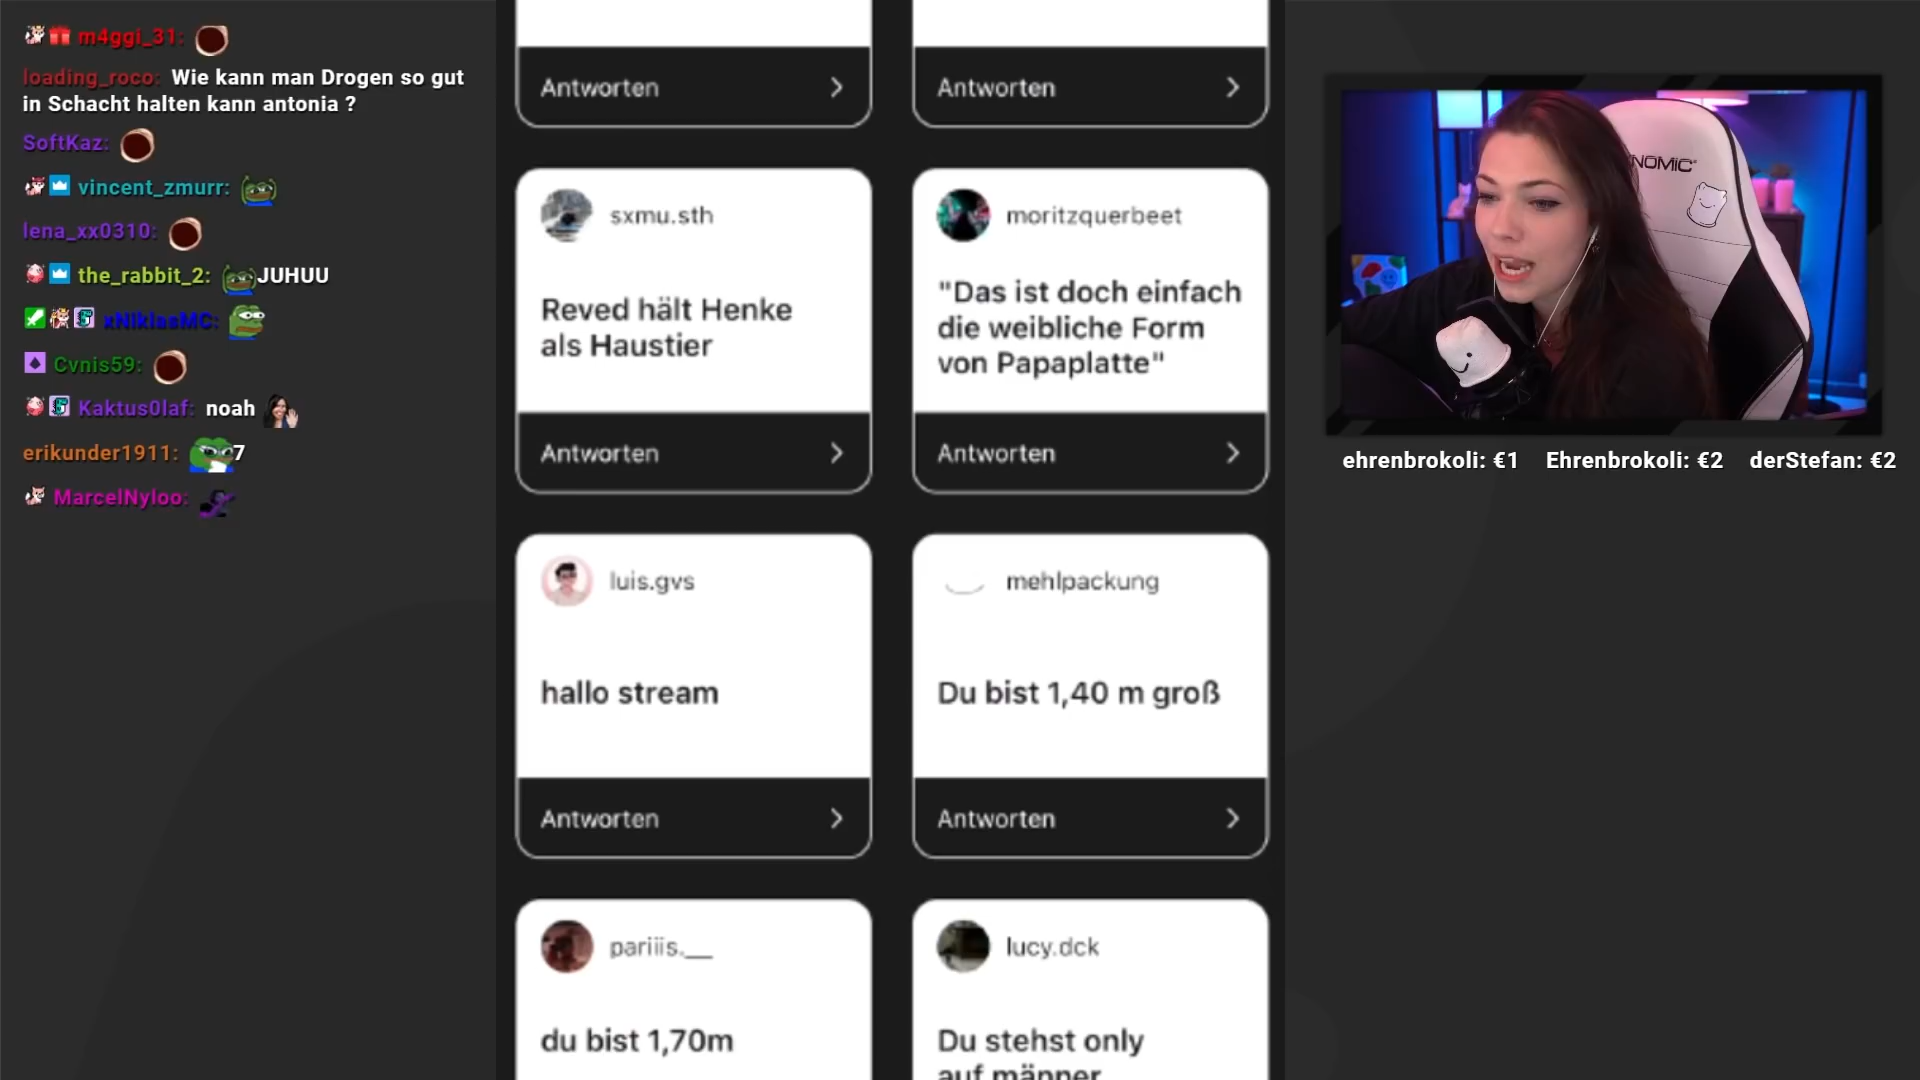 m4ggi_31:
loading_roco: Wie kann man Drogen so gut
in Schacht halten kann antonia ?
SoftKaz:
vincent_zmurr:
lena_xx0310:
the_rabbit_2: JUHUU
xNiklasMC:
Cvnis59:
Kaktus0laf: noah
erikunder1911: 7
MarcelNyloo:
Antworten
Antworten
sxmu.sth
Reved hält Henke
als Haustier
Antworten
moritzquerbeet
"Das ist doch einfach
die weibliche Form
von Papaplatte"
Antworten
luis.gvs
hallo stream
Antworten
mehlpackung
Du bist 1,40 m groß
Antworten
pariiis.__
du bist 1,70m
lucy.dck
Du stehst only
auf männer
NOMIC
ehrenbrokoli: €1 Ehrenbrokoli: €2 derStefan: €2